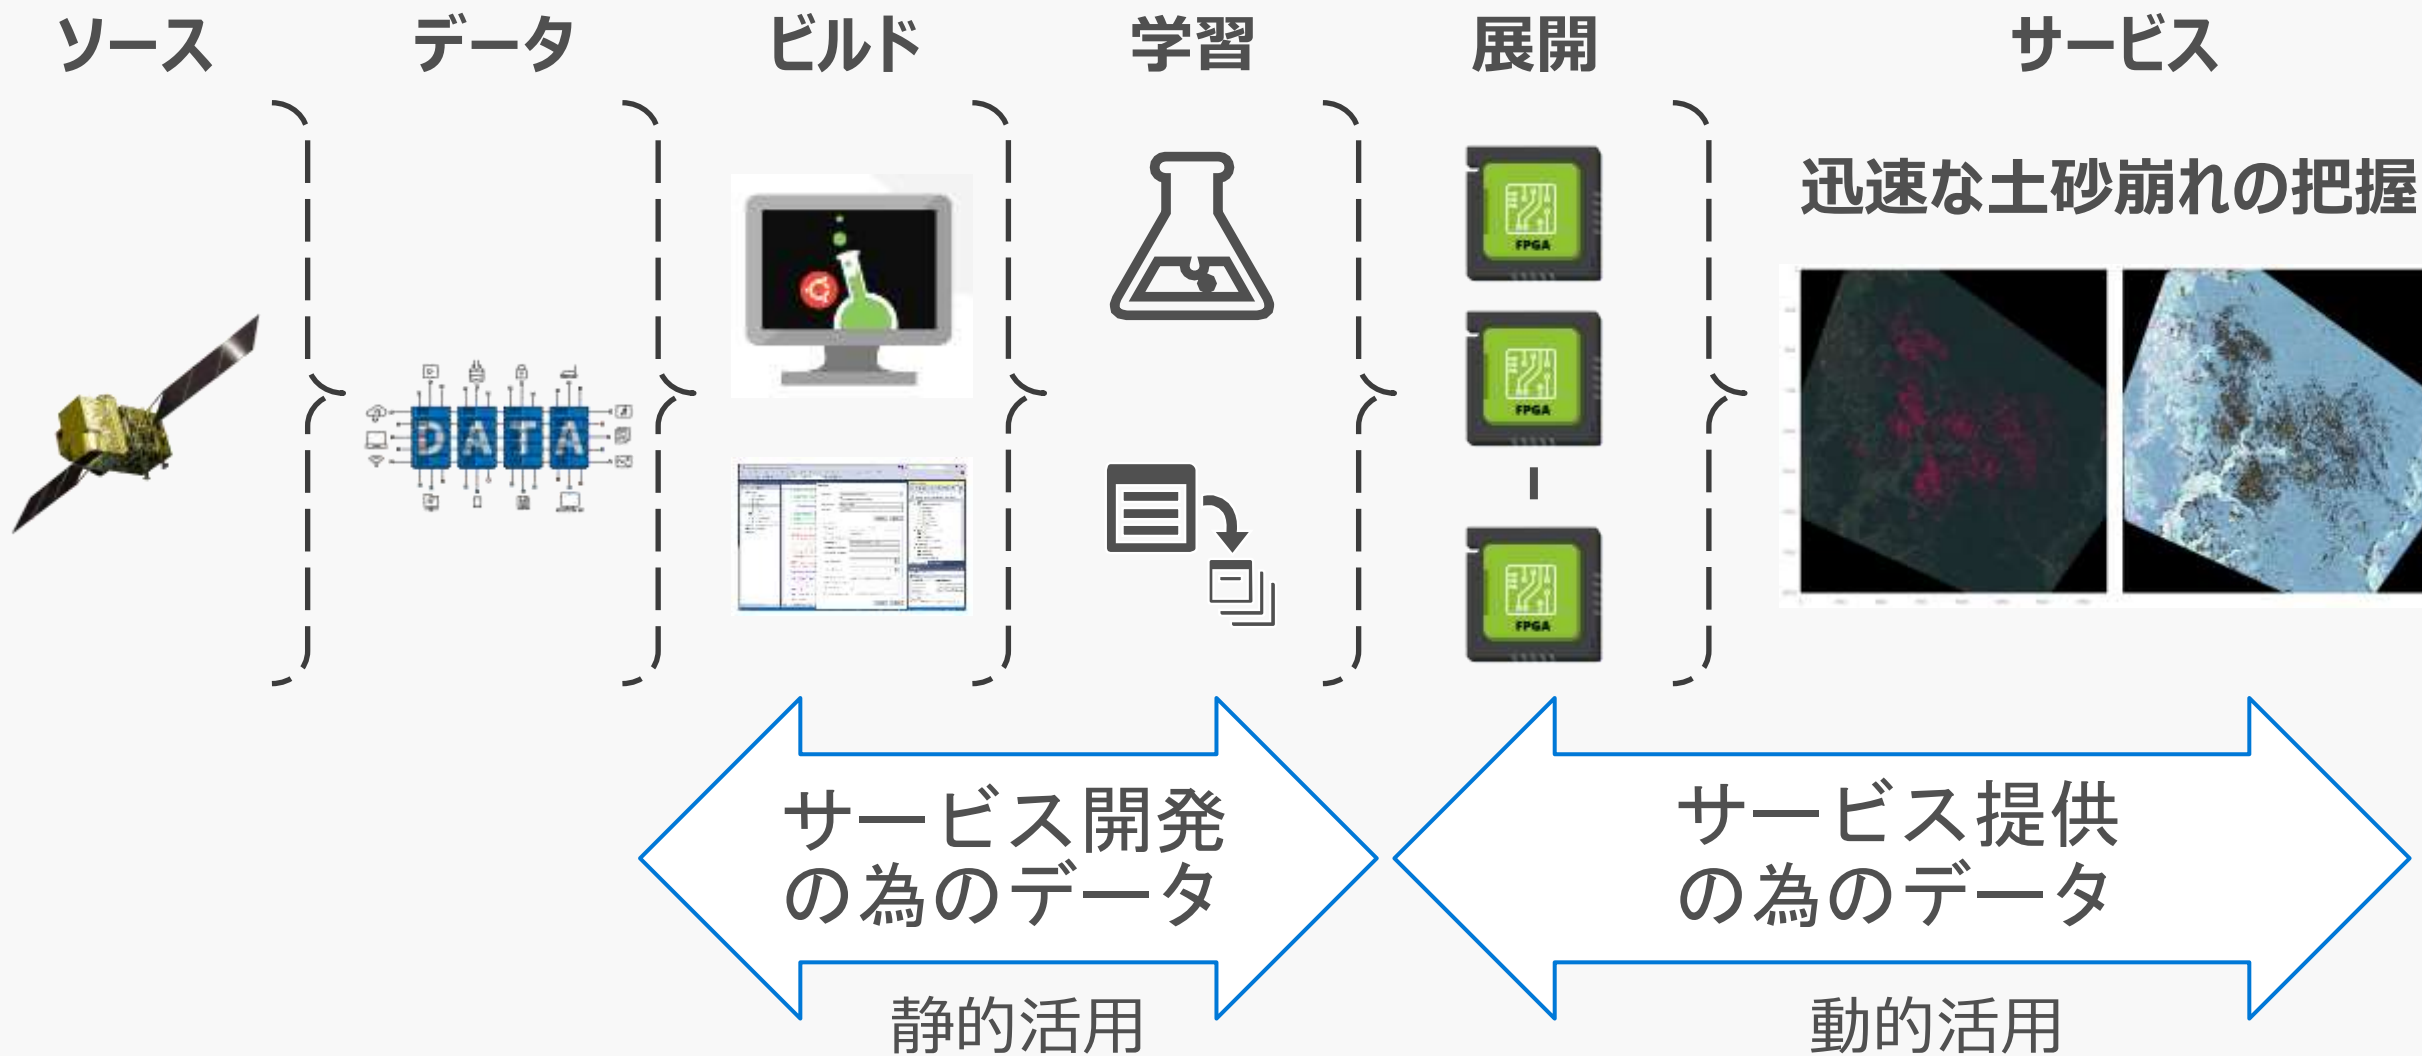 ソース
データ
ビルド
学習
展開
サービス
迅速な土砂崩れの把握
DATA
FPGA
FPGA
FPGA
サービス開発
の為のデータ
サービス提供
の為のデータ
静的活用
動的活用